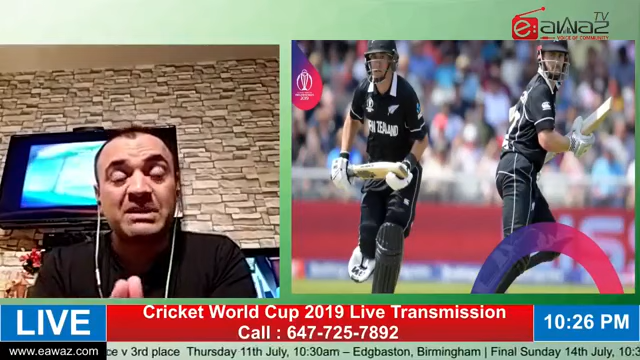 e-awaz TV
VOICE OF COMMUNITY
NEW ZEALAND
LIVE
Cricket World Cup 2019 Live Transmission
Call : 647-725-7892
10:26 PM
www.eawaz.com
ce v 3rd place Thursday 11th July, 10:30am – Edgbaston, Birmingham | Final Sunday 14th July, 10:3